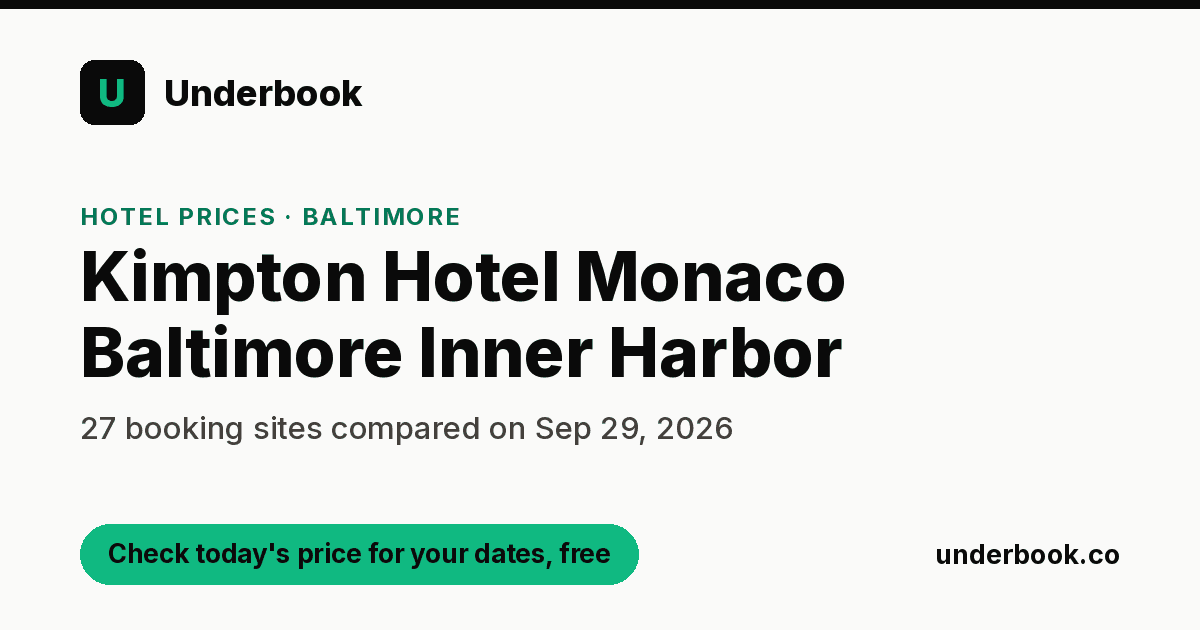 U Underbook
HOTEL PRICES · BALTIMORE
Kimpton Hotel Monaco
Baltimore Inner Harbor
27 booking sites compared on Sep 29, 2026
Check today's price for your dates, free
underbook.co